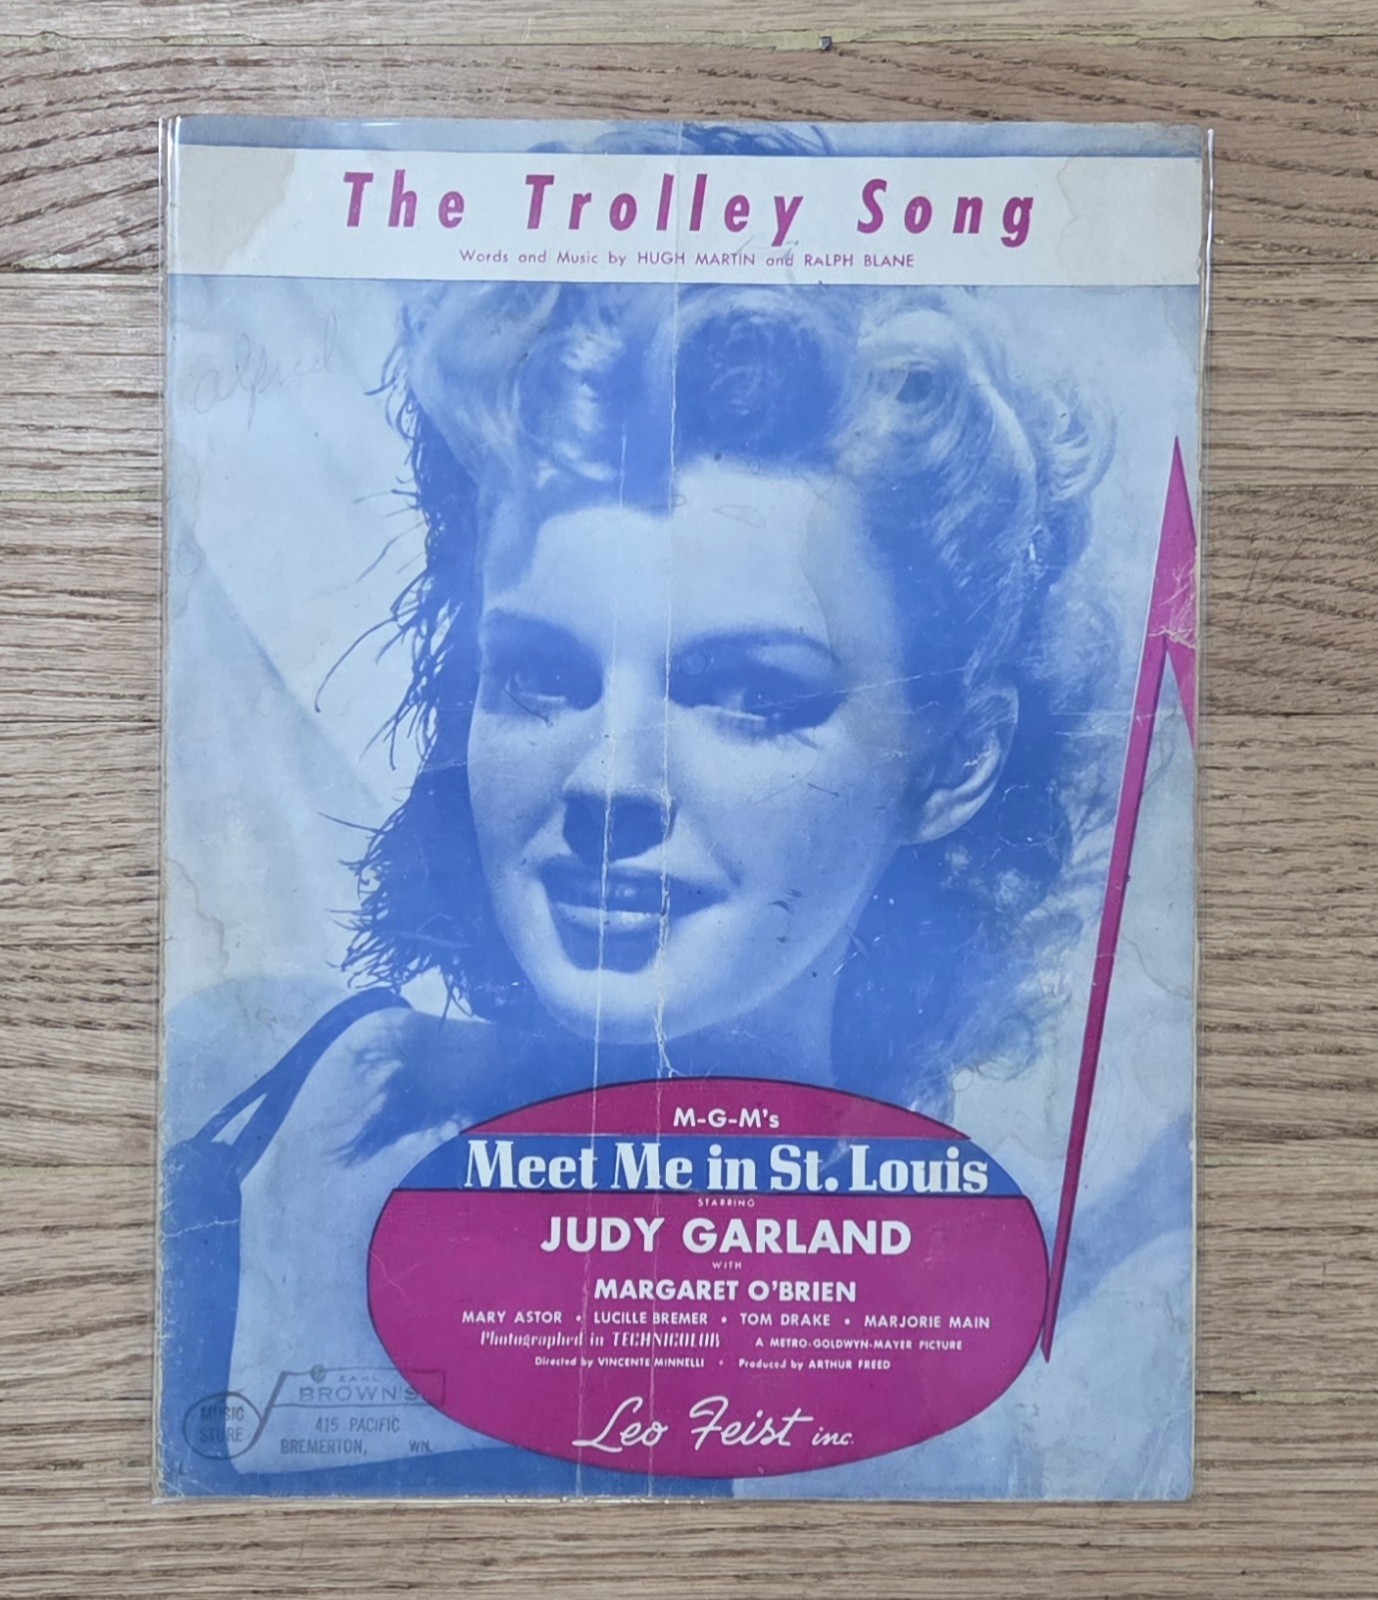 The Trolley Song
Words and Music by HUGH MARTIN and RALPH BLANE
alfred
M-G-M's
Meet Me in St. Louis
STARRING
JUDY GARLAND
WITH
MARGARET O'BRIEN
MARY ASTOR • LUCILLE BREMER • TOM DRAKE • MARJORIE MAIN
Photographed in TECHNICOLOR A METRO-GOLDWYN-MAYER PICTURE
Directed by VINCENTE MINNELLI • Produced by ARTHUR FREED
Leo Feist inc.
EARL
BROWN'S
MUSIC
STORE
415 PACIFIC
BREMERTON, WN.